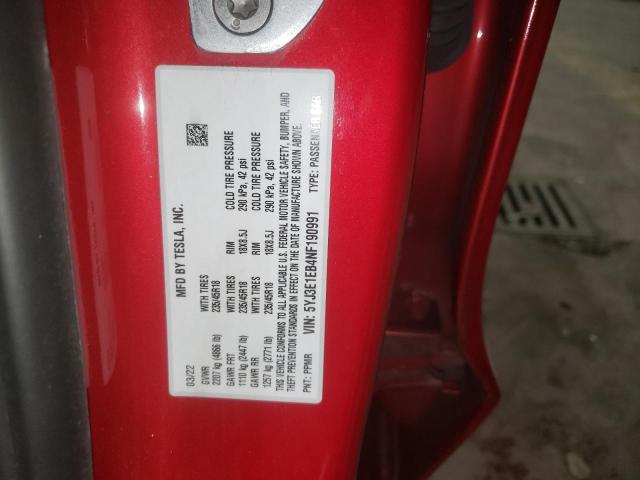 MFD BY TESLA, INC.
03/22
GVWR WITH TIRES RIM COLD TIRE PRESSURE
2207 kg (4866 lb) 235/45R18 18X8.5J 290 kPa, 42 psi
GAWR FRT WITH TIRES RIM COLD TIRE PRESSURE
1110 kg (2447 lb) 235/45R18 18X8.5J 290 kPa, 42 psi
GAWR RR
1257 kg (2771 lb)
THIS VEHICLE CONFORMS TO ALL APPLICABLE U.S. FEDERAL MOTOR VEHICLE SAFETY, BUMPER, AND
THEFT PREVENTION STANDARDS IN EFFECT ON THE DATE OF MANUFACTURE SHOWN ABOVE.
VIN: 5YJ3E1EB4NF190991 TYPE: PASSENGER CAR
PNT: PPMR